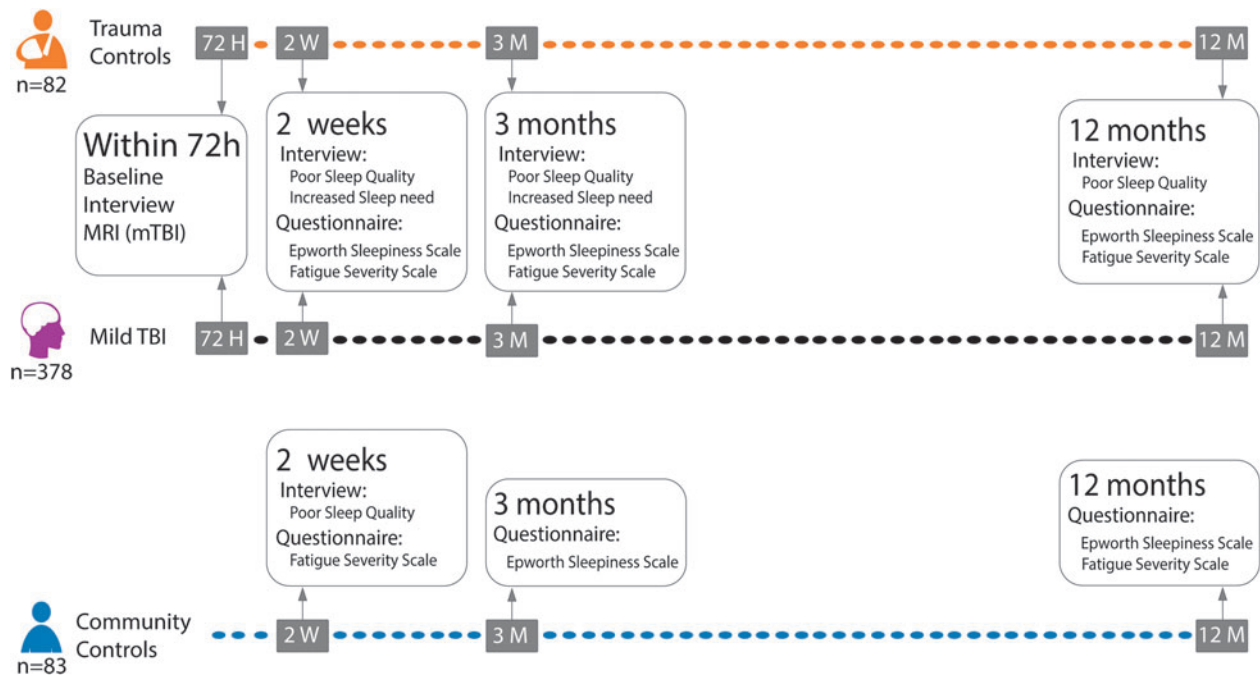 Trauma
Controls
n=82
72 H
2 W
3 M
12 M
Within 72h
Baseline
Interview
MRI (mTBI)
2 weeks
Interview:
Poor Sleep Quality
Increased Sleep need
Questionnaire:
Epworth Sleepiness Scale
Fatigue Severity Scale
3 months
Interview:
Poor Sleep Quality
Increased Sleep need
Questionnaire:
Epworth Sleepiness Scale
Fatigue Severity Scale
12 months
Interview:
Poor Sleep Quality
Questionnaire:
Epworth Sleepiness Scale
Fatigue Severity Scale
Mild TBI
n=378
72 H
2 W
3 M
12 M
2 weeks
Interview:
Poor Sleep Quality
Questionnaire:
Fatigue Severity Scale
3 months
Questionnaire:
Epworth Sleepiness Scale
12 months
Questionnaire:
Epworth Sleepiness Scale
Fatigue Severity Scale
Community
Controls
n=83
2 W
3 M
12 M